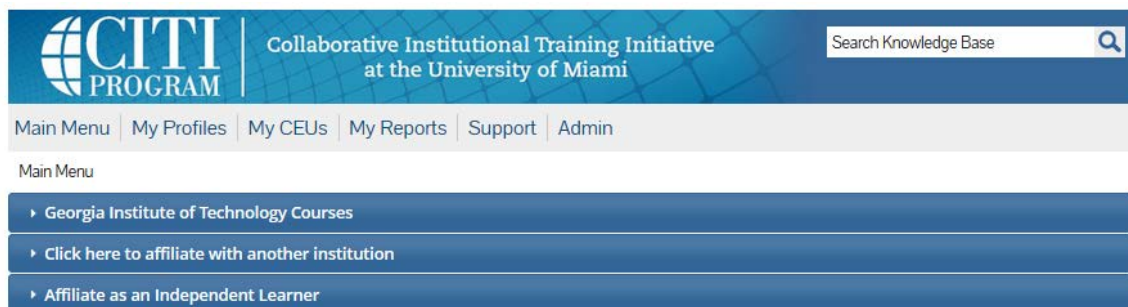 CITI
PROGRAM
Collaborative Institutional Training Initiative
at the University of Miami
Search Knowledge Base
Main Menu My Profiles My CEUs My Reports Support Admin
Main Menu
Georgia Institute of Technology Courses
Click here to affiliate with another institution
Affiliate as an Independent Learner